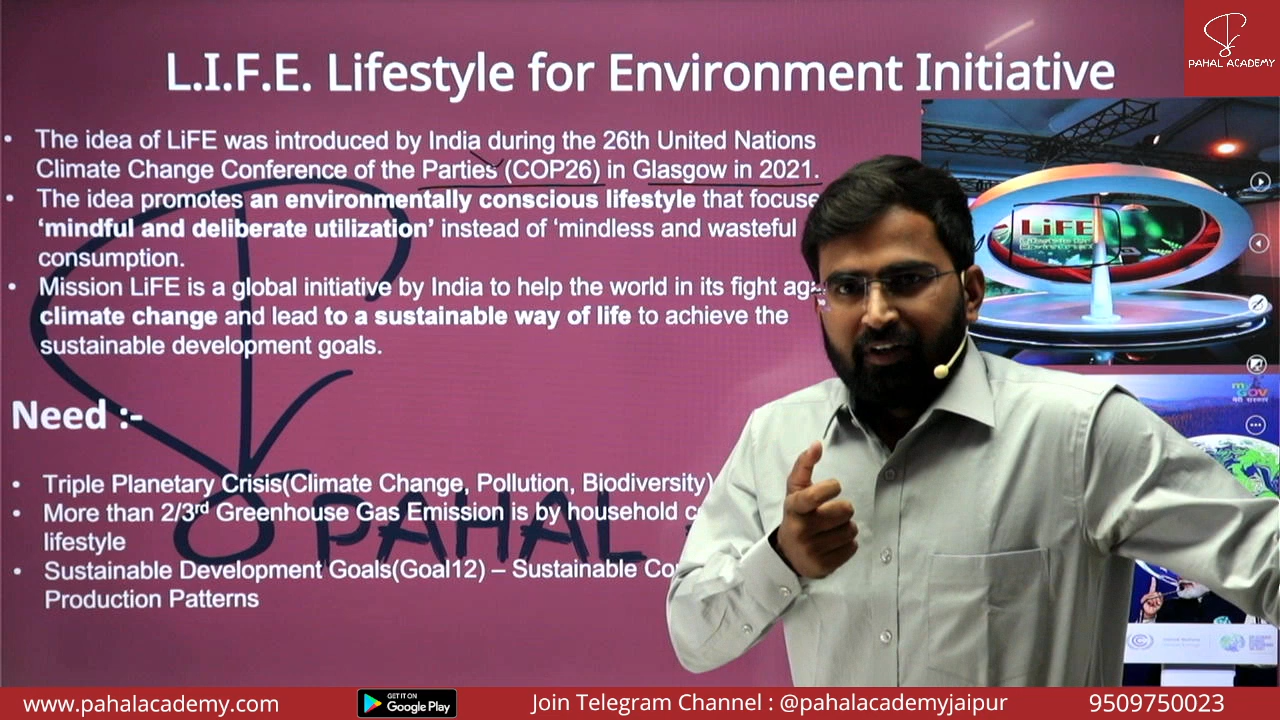 L.I.F.E. Lifestyle for Environment Initiative
PAHAL ACADEMY
• The idea of LiFE was introduced by India during the 26th United Nations
Climate Change Conference of the Parties (COP26) in Glasgow in 2021.
• The idea promotes an environmentally conscious lifestyle that focuse
‘mindful and deliberate utilization’ instead of ‘mindless and wasteful
consumption.
• Mission LiFE is a global initiative by India to help the world in its fight aga
climate change and lead to a sustainable way of life to achieve the
sustainable development goals.
LiFE
Need :-
my
GOV
मेरी सरकार
• Triple Planetary Crisis(Climate Change, Pollution, Biodiversity)
• More than 2/3rd Greenhouse Gas Emission is by household c
lifestyle
• Sustainable Development Goals(Goal12) – Sustainable Co
Production Patterns
PAHAL
www.pahalacademy.com
GET IT ON
Google Play
Join Telegram Channel : @pahalacademyjaipur
9509750023